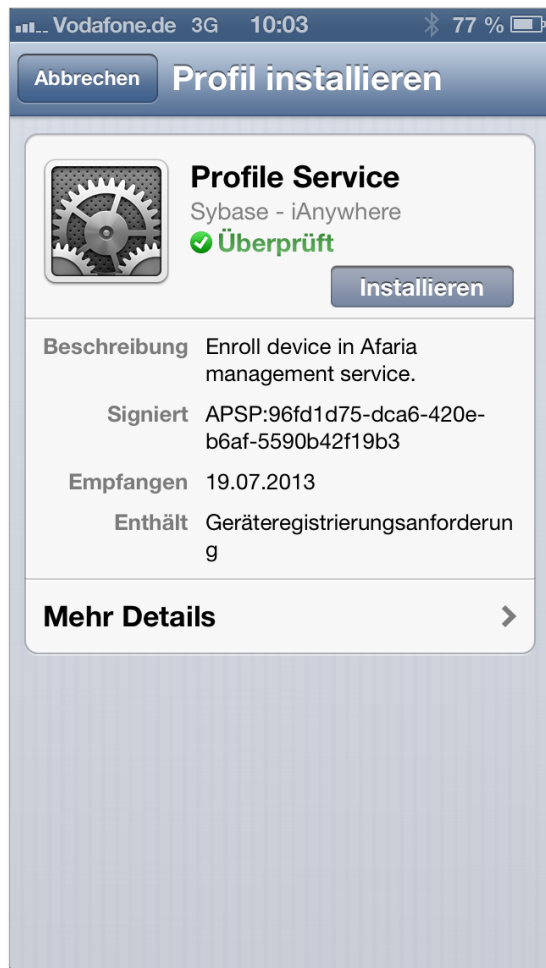 Vodafone.de 3G 10:03 77 %
Abbrechen Profil installieren
Profile Service
Sybase - iAnywhere
Überprüft
Installieren
Beschreibung Enroll device in Afaria
management service.
Signiert APSP:96fd1d75-dca6-420e-
b6af-5590b42f19b3
Empfangen 19.07.2013
Enthält Geräteregistrierungsanforderun
g
Mehr Details